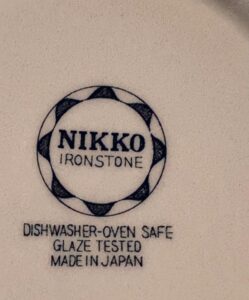 NIKKO
IRONSTONE
DISHWASHER-OVEN SAFE
GLAZE TESTED
MADE IN JAPAN